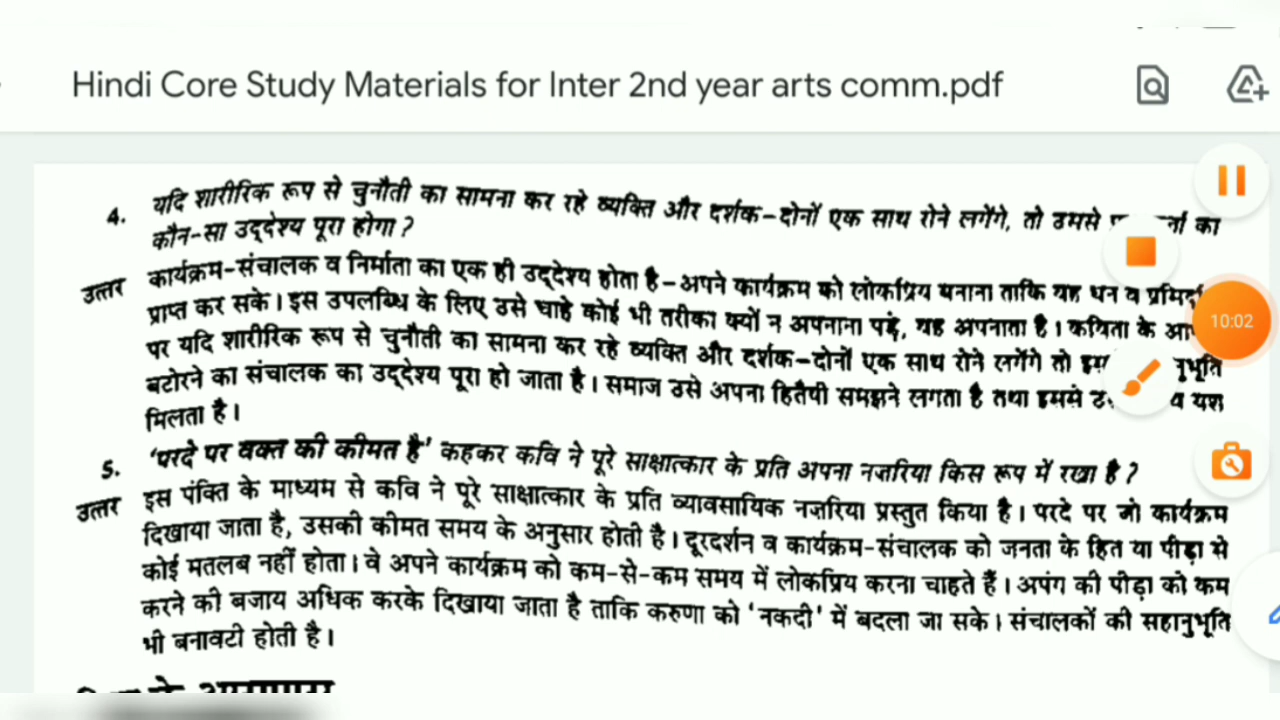 Hindi Core Study Materials for Inter 2nd year arts comm.pdf
4. यदि शारीरिक रूप से चुनौती का सामना कर रहे व्यक्ति और दर्शक-दोनों एक साथ रोने लगेंगे, तो उससे का
कौन-सा उद्देश्य पूरा होगा?
उत्तर कार्यक्रम-संचालक व निर्माता का एक ही उद्देश्य होता है-अपने कार्यक्रम को लोकप्रिय बनाना ताकि वह धन व
प्राप्त कर सके। इस उपलब्धि के लिए उसे चाहे कोई भी तरीका क्यों न अपनाना पड़े, वह अपनाता है। कविता के
पर यदि शारीरिक रूप से चुनौती का सामना कर रहे व्यक्ति और दर्शक-दोनों एक साथ रोने लगेंगे तो
बटोरने का संचालक का उद्देश्य पूरा हो जाता है। समाज उसे अपना हितैषी समझने लगता है तथा इससे यश
मिलता है।
5. 'परदे पर वक्त की कीमत है' कहकर कवि ने पूरे साक्षात्कार के प्रति अपना नजरिया किस रूप में रखा है?
उत्तर इस पंक्ति के माध्यम से कवि ने पूरे साक्षात्कार के प्रति व्यावसायिक नजरिया प्रस्तुत किया है। परदे पर जो कार्यक्रम
दिखाया जाता है, उसकी कीमत समय के अनुसार होती है। दूरदर्शन व कार्यक्रम-संचालक को जनता के हित या पीड़ा से
कोई मतलब नहीं होता। वे अपने कार्यक्रम को कम-से-कम समय में लोकप्रिय करना चाहते हैं। अपंग की पीड़ा को कम
करने की बजाय अधिक करके दिखाया जाता है ताकि करुणा को 'नकदी' में बदला जा सके। संचालकों की सहानुभूति
भी बनावटी होती है।
10:02